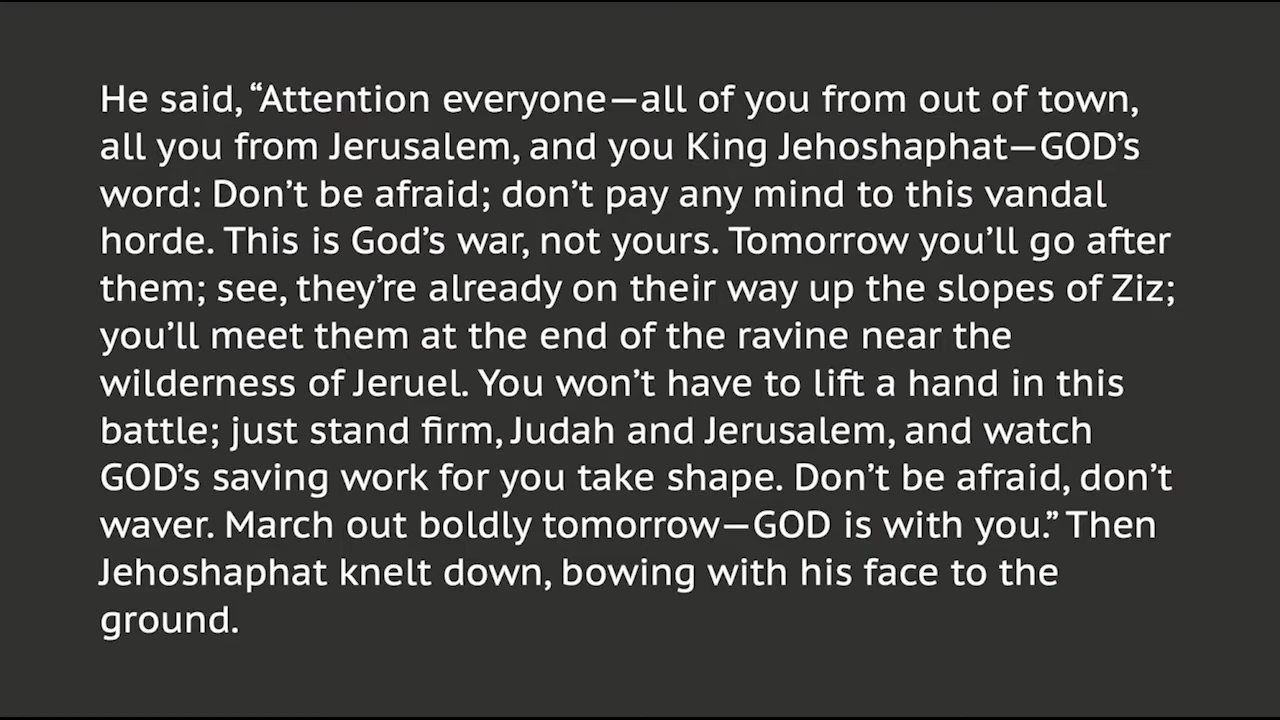 He said, “Attention everyone—all of you from out of town,
all you from Jerusalem, and you King Jehoshaphat—GOD’s
word: Don’t be afraid; don’t pay any mind to this vandal
horde. This is God’s war, not yours. Tomorrow you’ll go after
them; see, they’re already on their way up the slopes of Ziz;
you’ll meet them at the end of the ravine near the
wilderness of Jeruel. You won’t have to lift a hand in this
battle; just stand firm, Judah and Jerusalem, and watch
GOD’s saving work for you take shape. Don’t be afraid, don’t
waver. March out boldly tomorrow—GOD is with you.” Then
Jehoshaphat knelt down, bowing with his face to the
ground.